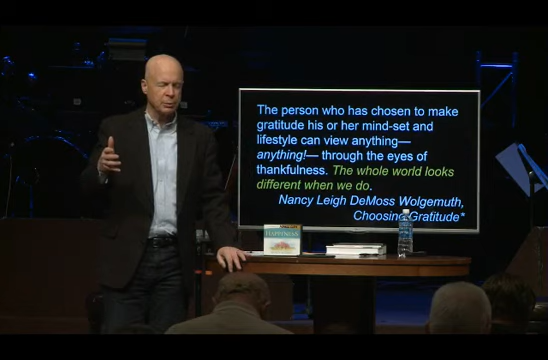 The person who has chosen to make
gratitude his or her mind-set and
lifestyle can view anything—
anything!— through the eyes of
thankfulness. The whole world looks
different when we do.
Nancy Leigh DeMoss Wolgemuth,
Choosing Gratitude*
HAPPINESS